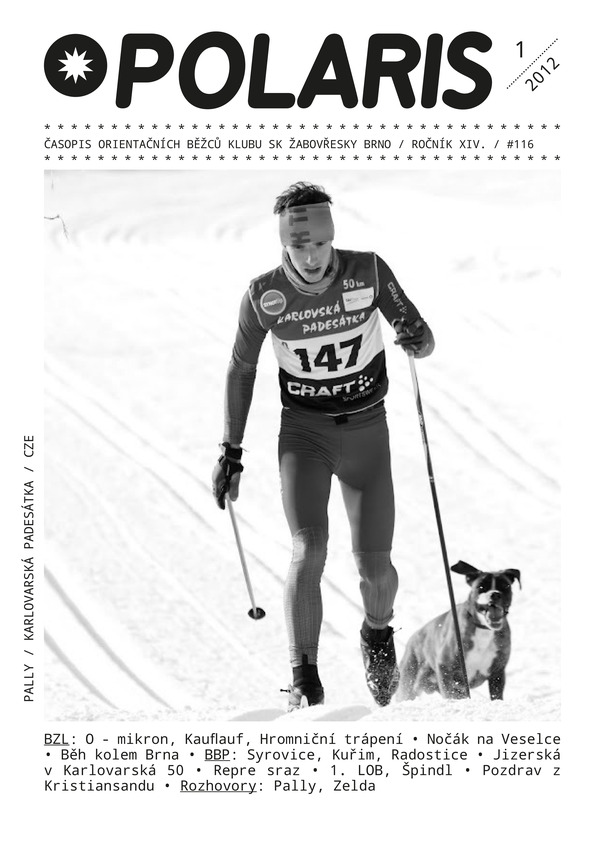 POLARIS
1
2012
ČASOPIS ORIENTAČNÍCH BĚŽCŮ KLUBU SK ŽABOVŘESKY BRNO / ROČNÍK XIV. / #116
50 km
CRAFT
KARLOVSKÁ
PADESÁTKA
147
CRAFT
PALLY / KARLOVARSKÁ PADESÁTKA / CZE
BZL: O - mikron, Kauflauf, Hromniční trápení • Nočák na Veselce
• Běh kolem Brna • BBP: Syrovice, Kuřim, Radostice • Jizerská
v Karlovarská 50 • Repre sraz • 1. LOB, Špindl • Pozdrav z
Kristiansandu • Rozhovory: Pally, Zelda